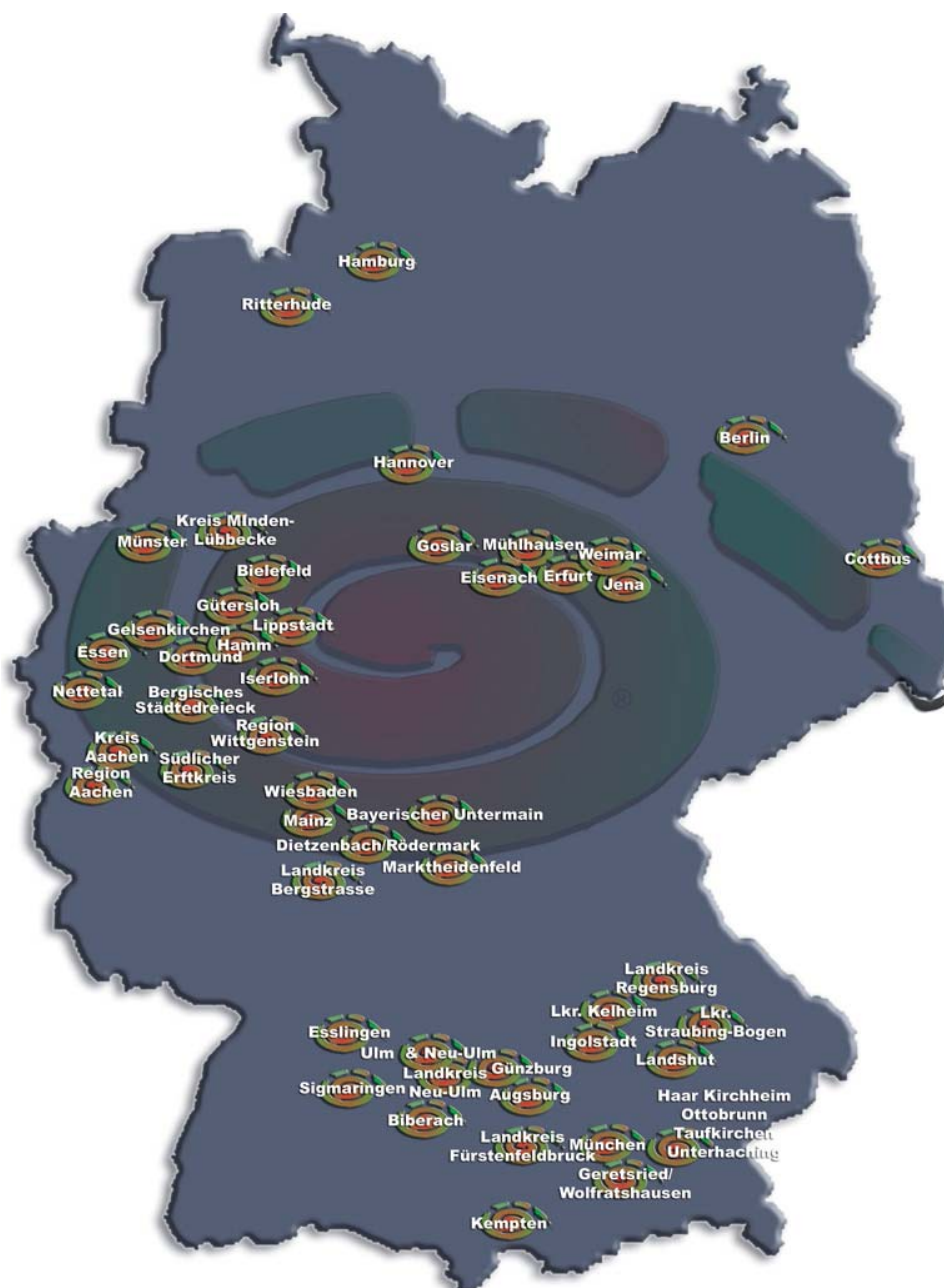 Hamburg
Ritterhude
Berlin
Hannover
Kreis MInden-
Lübbecke
Münster
Goslar
Mühlhausen
Weimar
Cottbus
Bielefeld
Eisenach
Erfurt
Jena
Gütersloh
Gelsenkirchen
Lippstadt
Hamm
Essen
Dortmund
Iserlohn
Nettetal
Bergisches
Städtedreieck
®
Region
Wittgenstein
Kreis
Aachen
Südlicher
Erftkreis
Region
Aachen
Wiesbaden
Mainz
Bayerischer Untermain
Dietzenbach/Rödermark
Marktheidenfeld
Landkreis
Bergstrasse
Landkreis
Regensburg
Lkr. Kelheim
Lkr.
Straubing-Bogen
Esslingen
Ingolstadt
Ulm & Neu-Ulm
Landshut
Günzburg
Landkreis
Neu-Ulm
Sigmaringen
Augsburg
Haar Kirchheim
Ottobrunn
Taufkirchen
Unterhaching
Biberach
Landkreis
Fürstenfeldbruck
München
Geretsried/
Wolfratshausen
Kempten